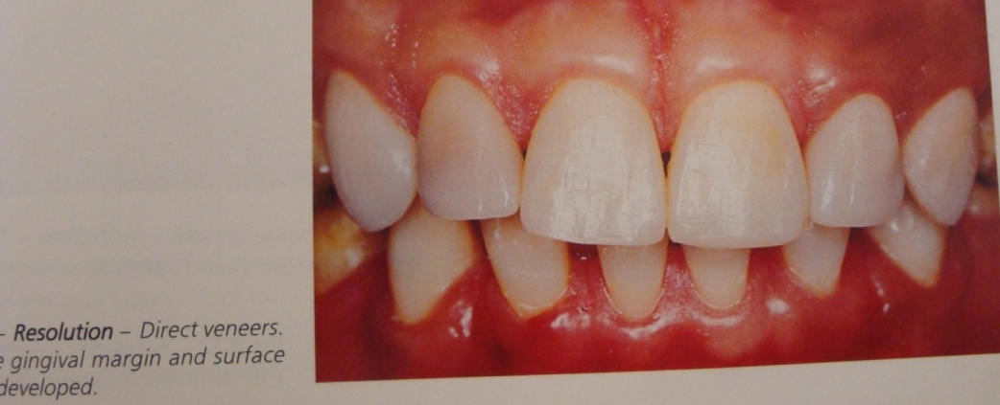 – Resolution – Direct veneers.
e gingival margin and surface
developed.